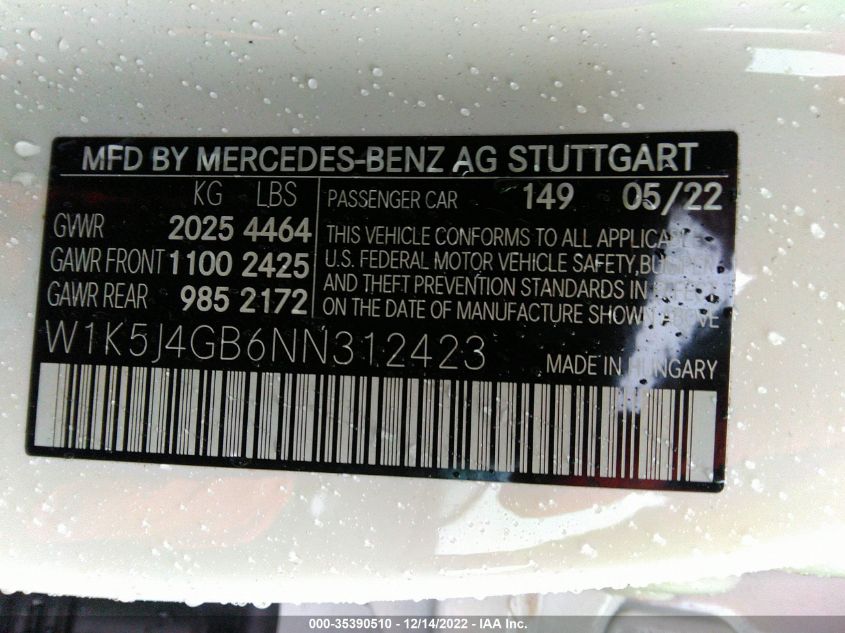 MFD BY MERCEDES-BENZ AG STUTTGART
KG LBS
GVWR 2025 4464
GAWR FRONT 1100 2425
GAWR REAR 985 2172
PASSENGER CAR 149 05/22
THIS VEHICLE CONFORMS TO ALL
U.S. FEDERAL MOTOR VEHICLE SAFETY,
AND THEFT PREVENTION STANDARDS IN
ON THE DATE OF MANUFACTURE SHOWN
W1K5J4GB6NN312423
MADE IN HUNGARY
000-35390510 - 12/14/2022 - IAA Inc.